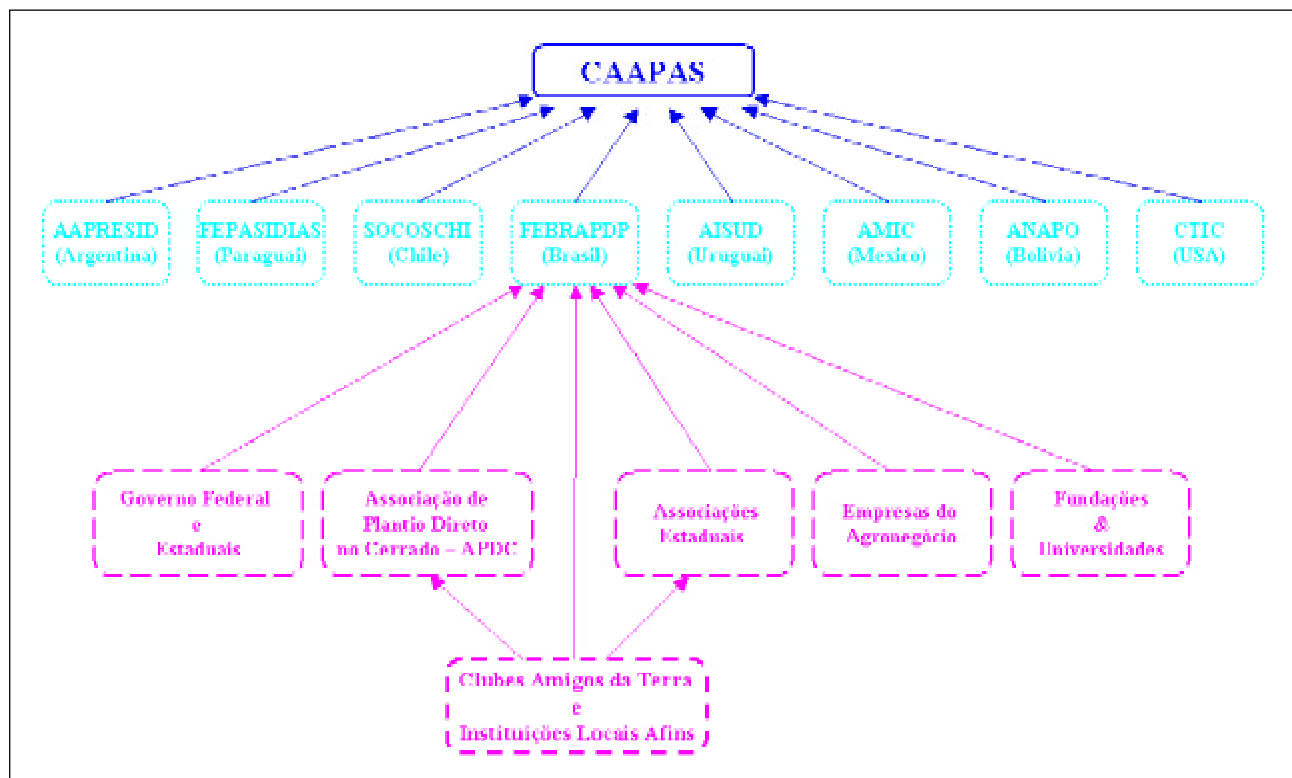 CAAPAS
AAPRESID
(Argentina)
FEPASIDIAS
(Paraguai)
SOCOSCHI
(Chile)
FEBRAPDP
(Brasil)
AISUD
(Uruguai)
AMIC
(Mexico)
ANAPO
(Bolivia)
CTIC
(USA)
Governo Federal
e
Estaduais
Associação de
Plantio Direto
no Cerrado – APDC
Associações
Estaduais
Empresas do
Agronegócio
Fundações
&
Universidades
Clubes Amigos da Terra
e
Instituições Locais Afins